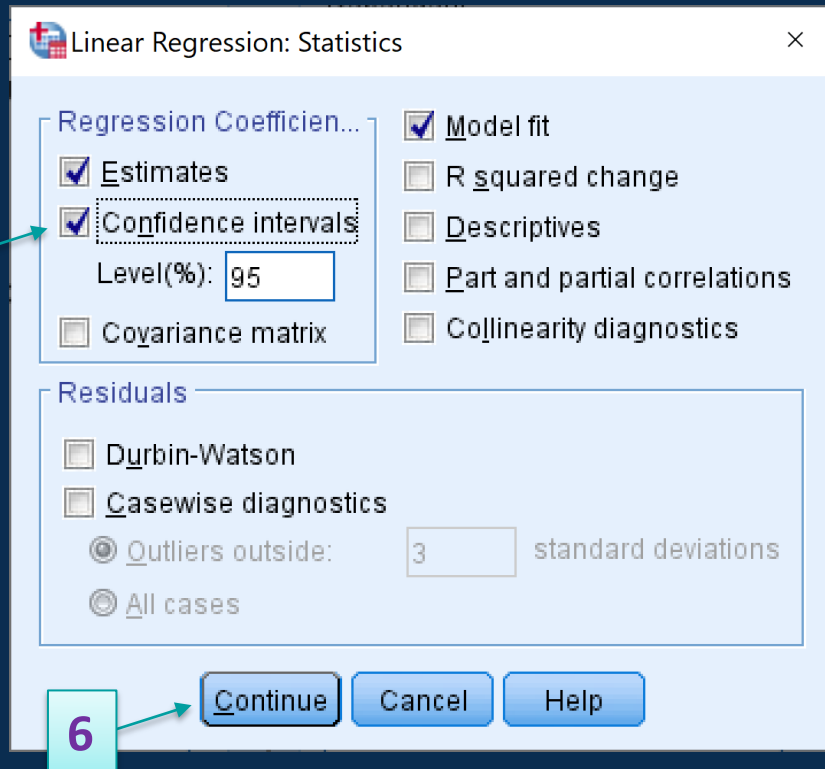 Linear Regression: Statistics
Regression Coefficien...
Estimates
Confidence intervals
Level(%): 95
Covariance matrix
Model fit
R squared change
Descriptives
Part and partial correlations
Collinearity diagnostics
Residuals
Durbin-Watson
Casewise diagnostics
Outliers outside: 3 standard deviations
All cases
Continue Cancel Help
6